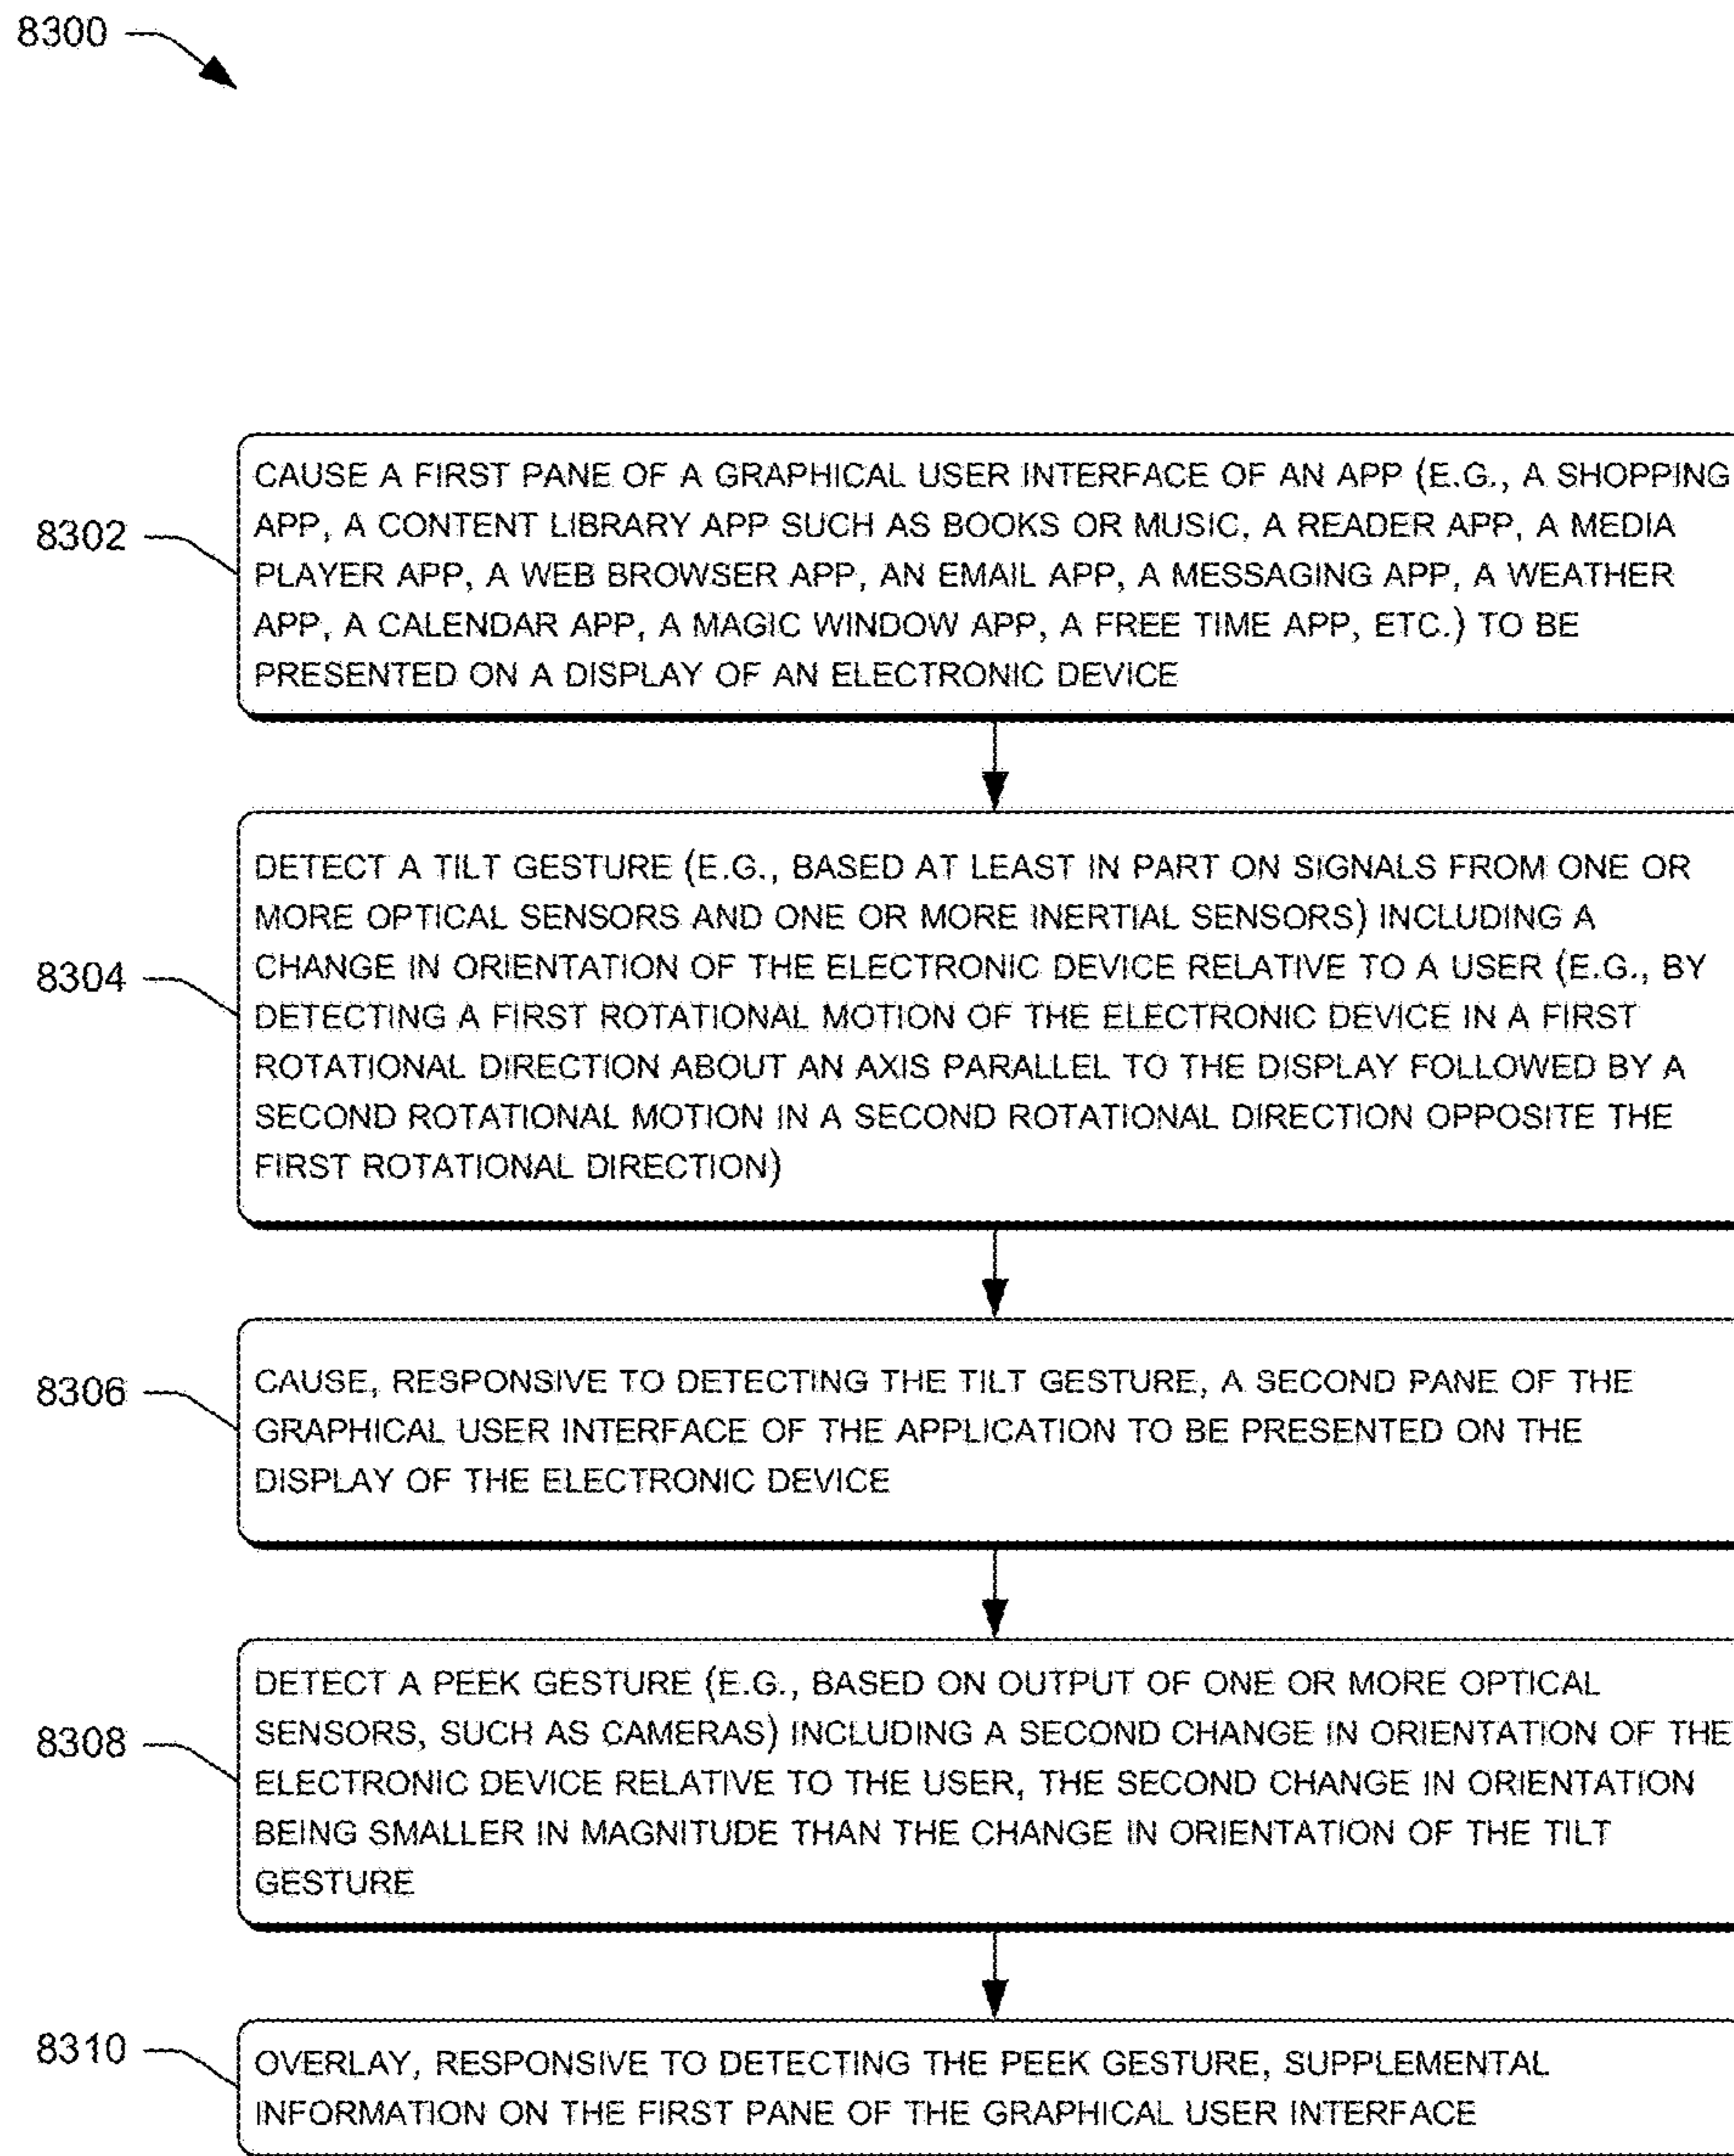 8300
8302
CAUSE A FIRST PANE OF A GRAPHICAL USER INTERFACE OF AN APP (E.G., A SHOPPING
APP, A CONTENT LIBRARY APP SUCH AS BOOKS OR MUSIC, A READER APP, A MEDIA
PLAYER APP, A WEB BROWSER APP, AN EMAIL APP, A MESSAGING APP, A WEATHER
APP, A CALENDAR APP, A MAGIC WINDOW APP, A FREE TIME APP, ETC.) TO BE
PRESENTED ON A DISPLAY OF AN ELECTRONIC DEVICE
8304
DETECT A TILT GESTURE (E.G., BASED AT LEAST IN PART ON SIGNALS FROM ONE OR
MORE OPTICAL SENSORS AND ONE OR MORE INERTIAL SENSORS) INCLUDING A
CHANGE IN ORIENTATION OF THE ELECTRONIC DEVICE RELATIVE TO A USER (E.G., BY
DETECTING A FIRST ROTATIONAL MOTION OF THE ELECTRONIC DEVICE IN A FIRST
ROTATIONAL DIRECTION ABOUT AN AXIS PARALLEL TO THE DISPLAY FOLLOWED BY A
SECOND ROTATIONAL MOTION IN A SECOND ROTATIONAL DIRECTION OPPOSITE THE
FIRST ROTATIONAL DIRECTION)
8306
CAUSE, RESPONSIVE TO DETECTING THE TILT GESTURE, A SECOND PANE OF THE
GRAPHICAL USER INTERFACE OF THE APPLICATION TO BE PRESENTED ON THE
DISPLAY OF THE ELECTRONIC DEVICE
8308
DETECT A PEEK GESTURE (E.G., BASED ON OUTPUT OF ONE OR MORE OPTICAL
SENSORS, SUCH AS CAMERAS) INCLUDING A SECOND CHANGE IN ORIENTATION OF THE
ELECTRONIC DEVICE RELATIVE TO THE USER, THE SECOND CHANGE IN ORIENTATION
BEING SMALLER IN MAGNITUDE THAN THE CHANGE IN ORIENTATION OF THE TILT
GESTURE
8310
OVERLAY, RESPONSIVE TO DETECTING THE PEEK GESTURE, SUPPLEMENTAL
INFORMATION ON THE FIRST PANE OF THE GRAPHICAL USER INTERFACE